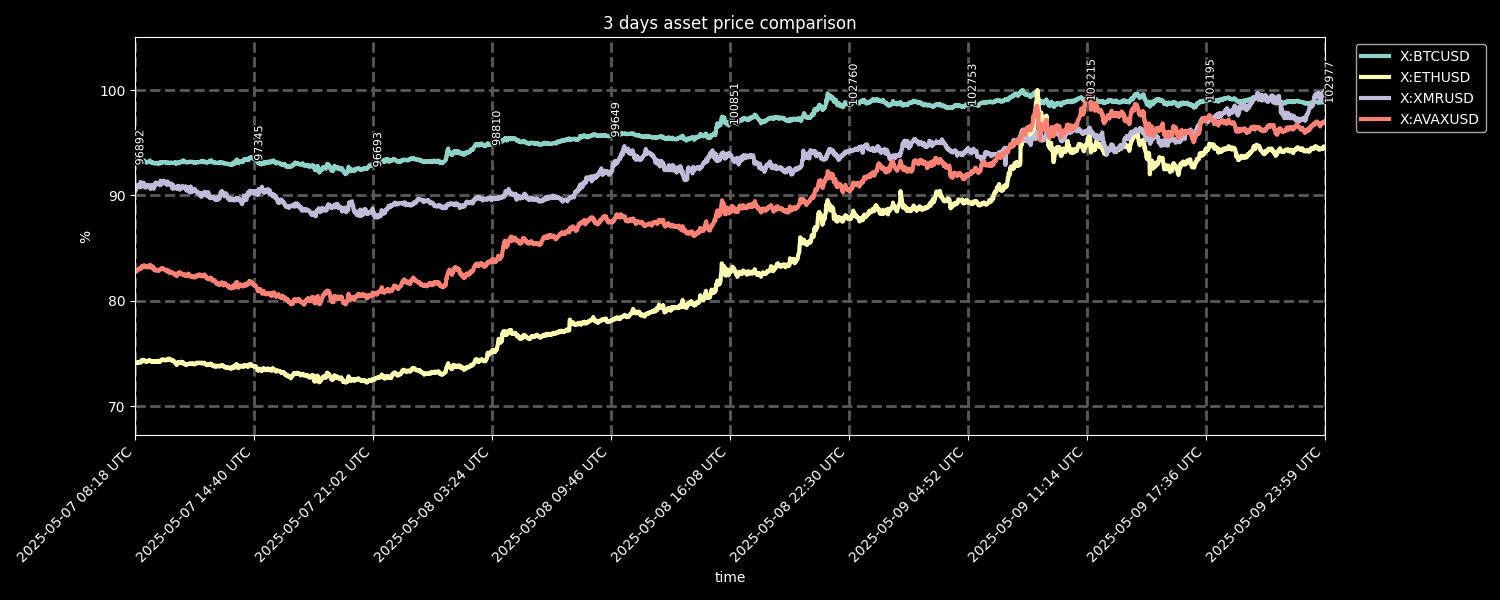 3 days asset price comparison
X:BTCUSD
X:ETHUSD
X:XMRUSD
X:AVAXUSD
100
90
80
70
%
96892
97345
96693
98810
99649
100851
102760
102753
103215
103195
102977
2025-05-07 08:18 UTC
2025-05-07 14:40 UTC
2025-05-07 21:02 UTC
2025-05-08 03:24 UTC
2025-05-08 09:46 UTC
2025-05-08 16:08 UTC
2025-05-08 22:30 UTC
2025-05-09 04:52 UTC
2025-05-09 11:14 UTC
2025-05-09 17:36 UTC
2025-05-09 23:59 UTC
time